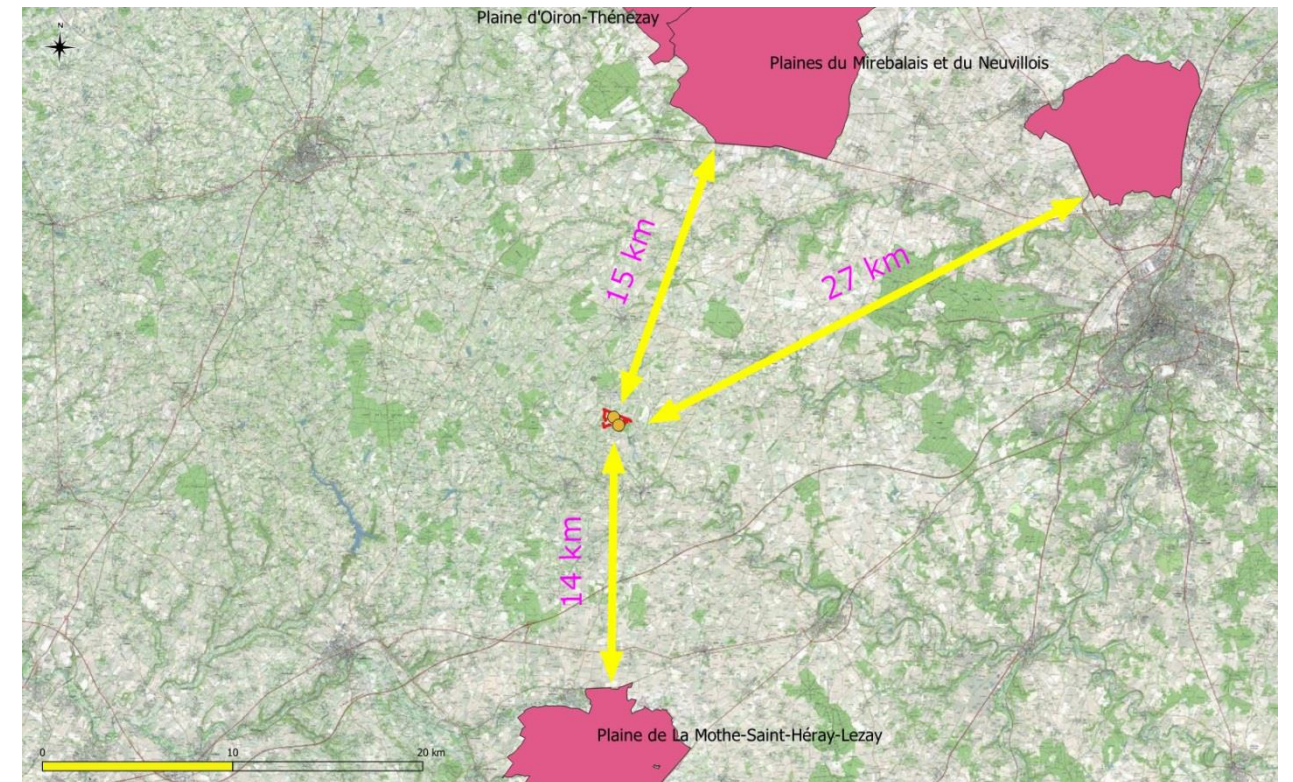 N
Plaine d'Oiron-Thénezay
Plaines du Mirebalais et du Neuvillois
15 km
27 km
14 km
Plaine de La Mothe-Saint-Héray-Lezay
0 10 20 km